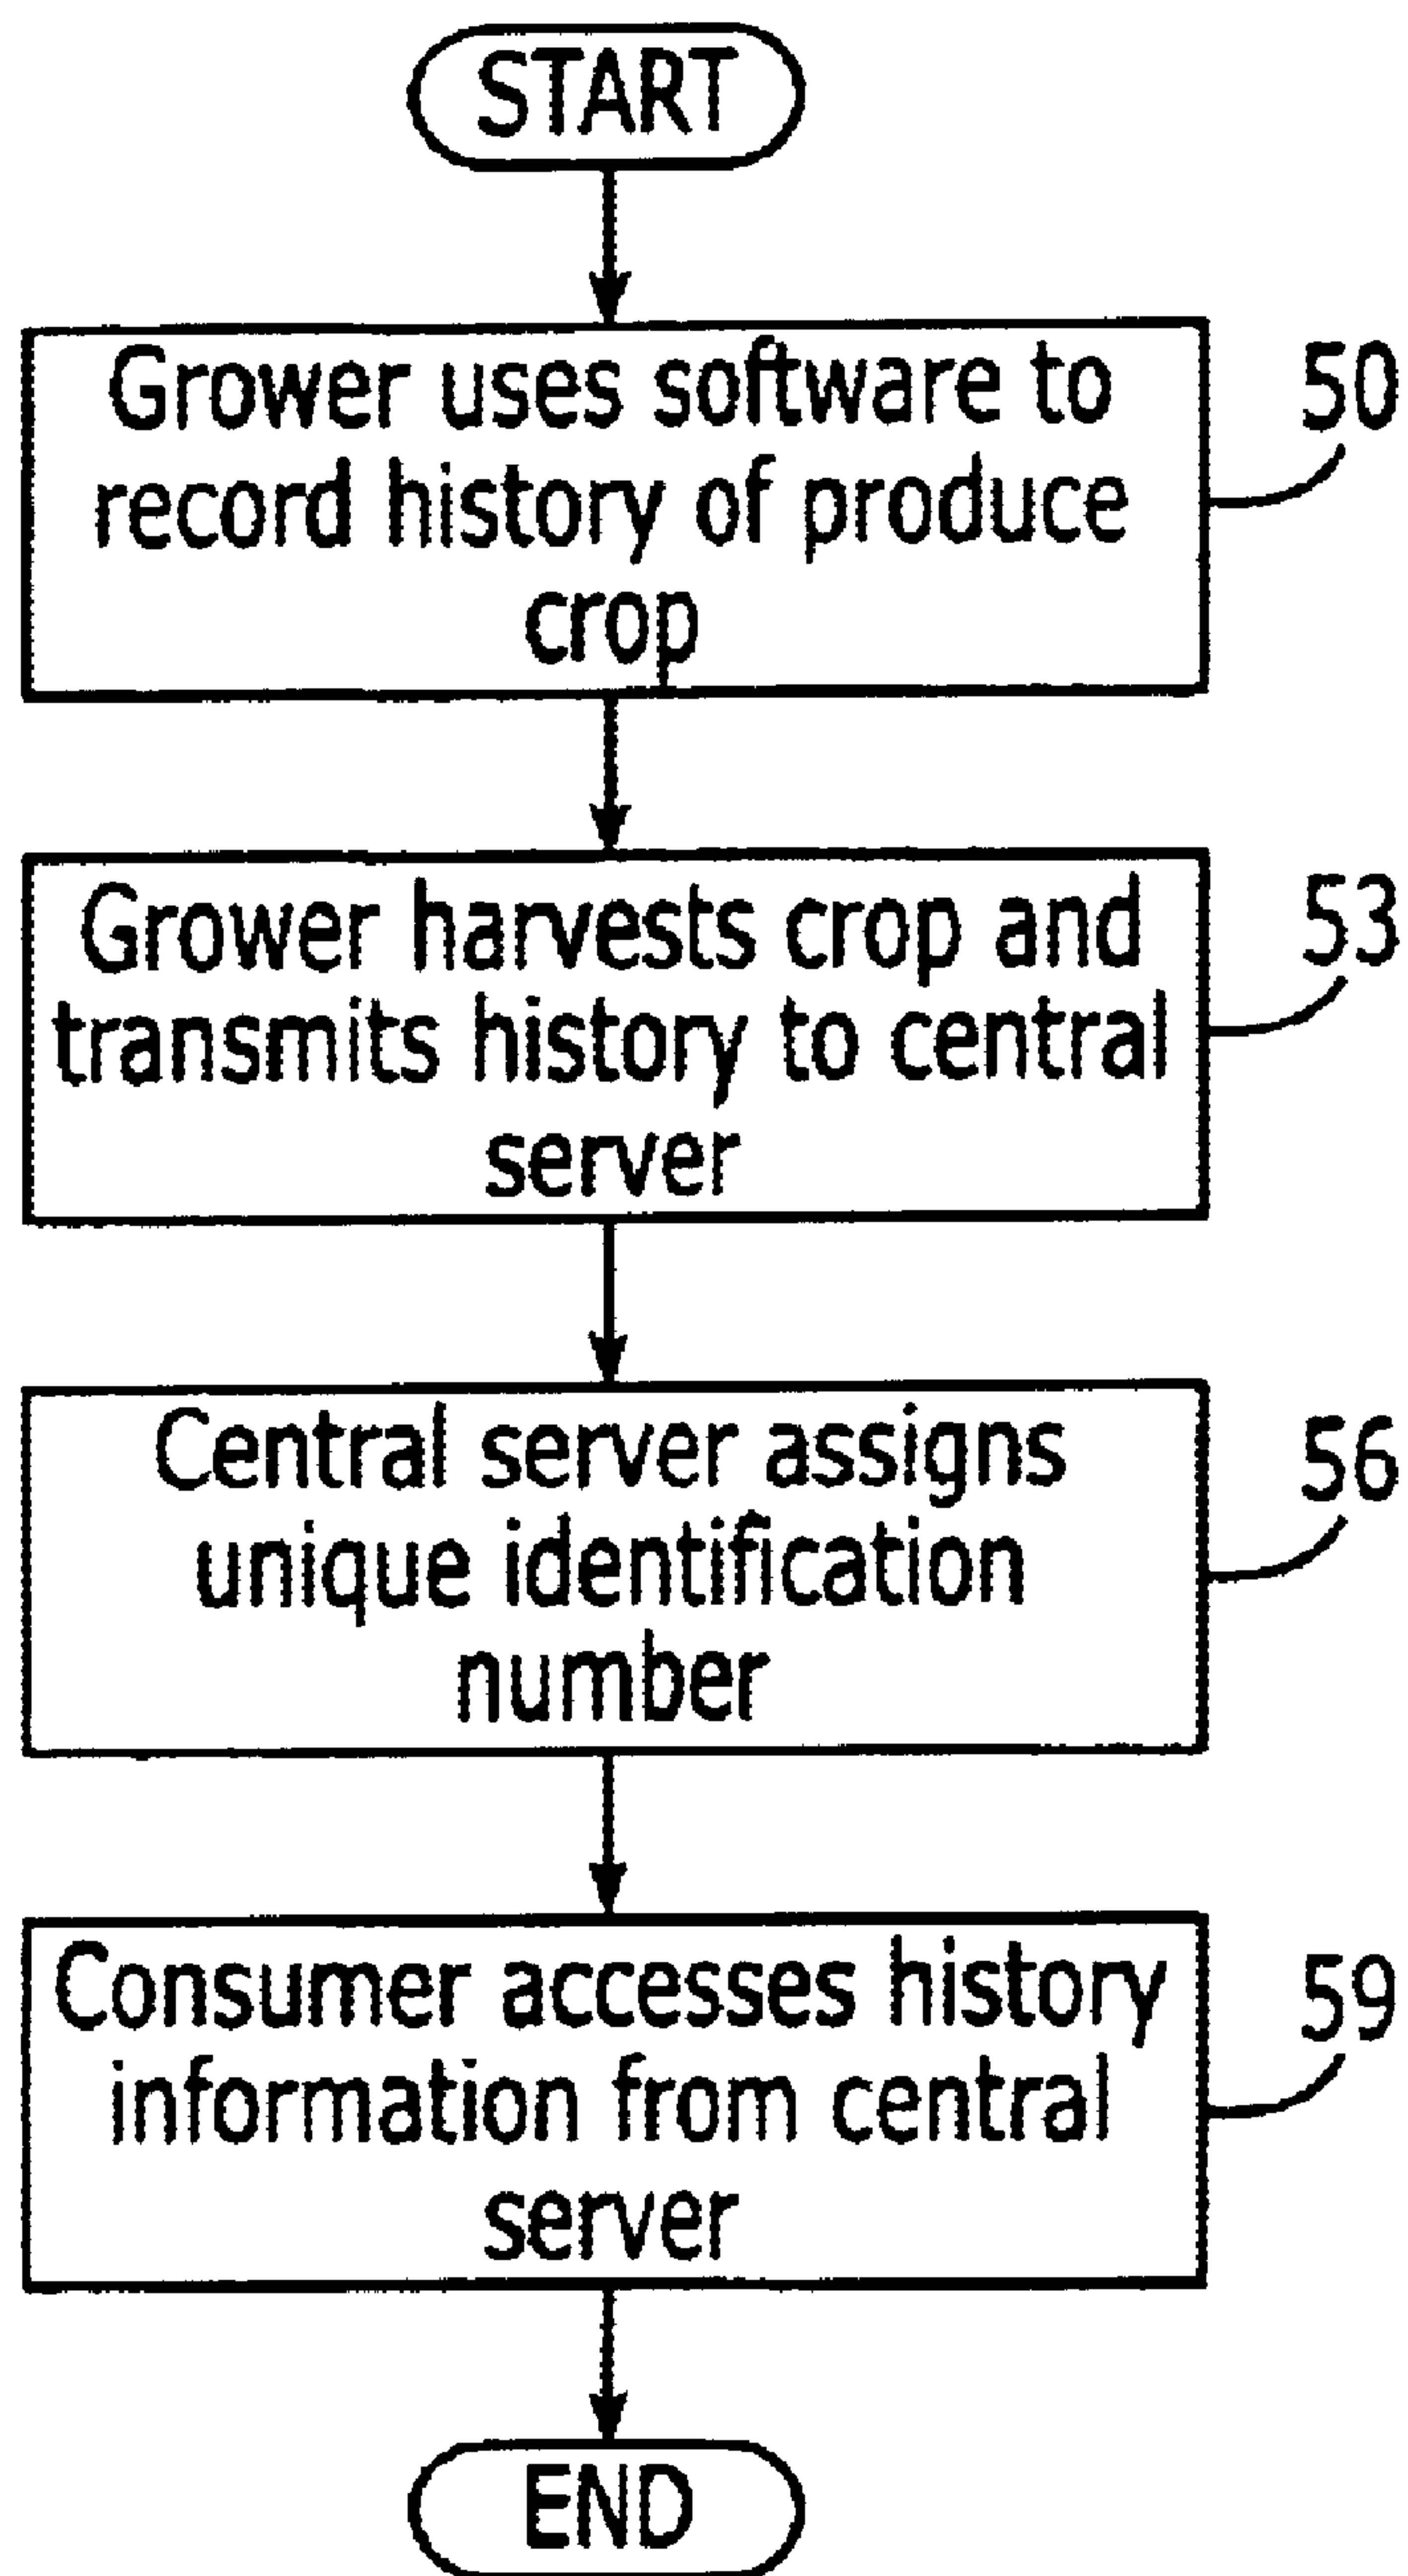 START
Grower uses software to
record history of produce
crop
50
Grower harvests crop and
transmits history to central
server
53
Central server assigns
unique identification
number
56
Consumer accesses history
information from central
server
59
END